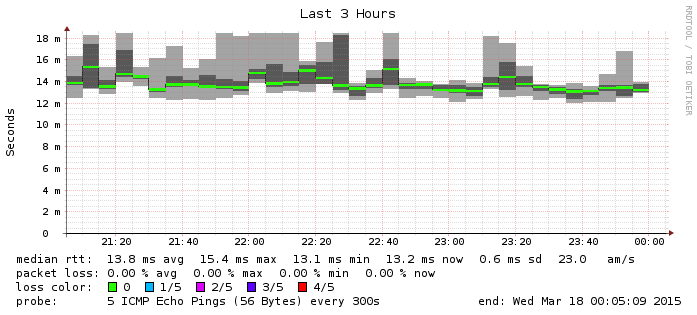 Last 3 Hours
RRDTOOL / TOBI OETIKER
Seconds
18 m
16 m
14 m
12 m
10 m
8 m
6 m
4 m
2 m
0
21:20 21:40 22:00 22:20 22:40 23:00 23:20 23:40 00:00
median rtt: 13.8 ms avg 15.4 ms max 13.1 ms min 13.2 ms now 0.6 ms sd 23.0 am/s
packet loss: 0.00 % avg 0.00 % max 0.00 % min 0.00 % now
loss color: 0 1/5 2/5 3/5 4/5
probe: 5 ICMP Echo Pings (56 Bytes) every 300s end: Wed Mar 18 00:05:09 2015